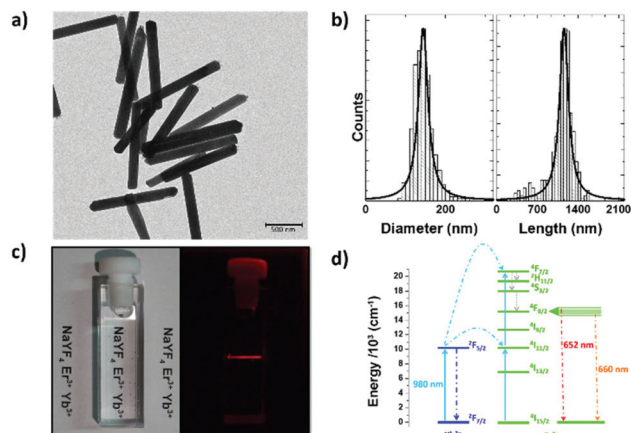 a)
500 nm
b)
Counts
0
200
0
700
1400
2100
Diameter (nm)
Length (nm)
c)
NaYF4 Er3+ Yb3+
NaYF4 Er3+ Yb3+
NaYF4 Er3+ Yb3+
d)
Energy /10³ (cm⁻¹)
20
18
16
14
12
10
8
6
4
2
0
980 nm
²F₅/₂
²F₇/₂
⁴F₇/₂
²H₁₁/₂
⁴S₃/₂
⁴F₉/₂
⁴I₉/₂
⁴I₁₁/₂
⁴I₁₃/₂
⁴I₁₅/₂
652 nm
660 nm